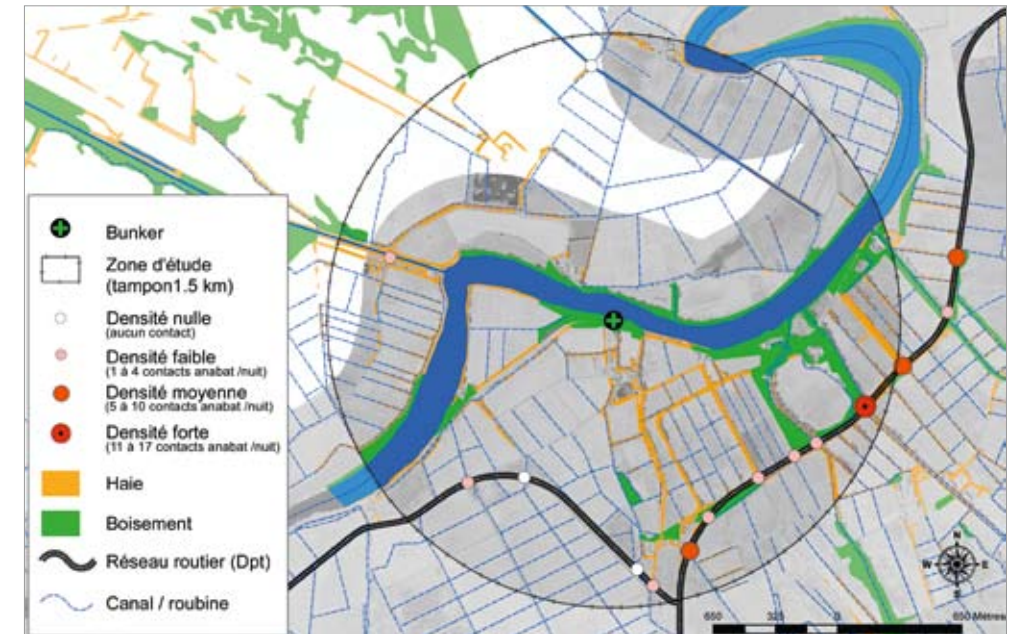 Bunker
Zone d'étude
(tampon1.5 km)
Densité nulle
(aucun contact)
Densité faible
(1 à 4 contacts anabat /nuit)
Densité moyenne
(5 à 10 contacts anabat /nuit)
Densité forte
(11 à 17 contacts anabat /nuit)
Haie
Boisement
Réseau routier (Dpt)
Canal / roubine
N
W E
S
650 325 0 650 Mètres